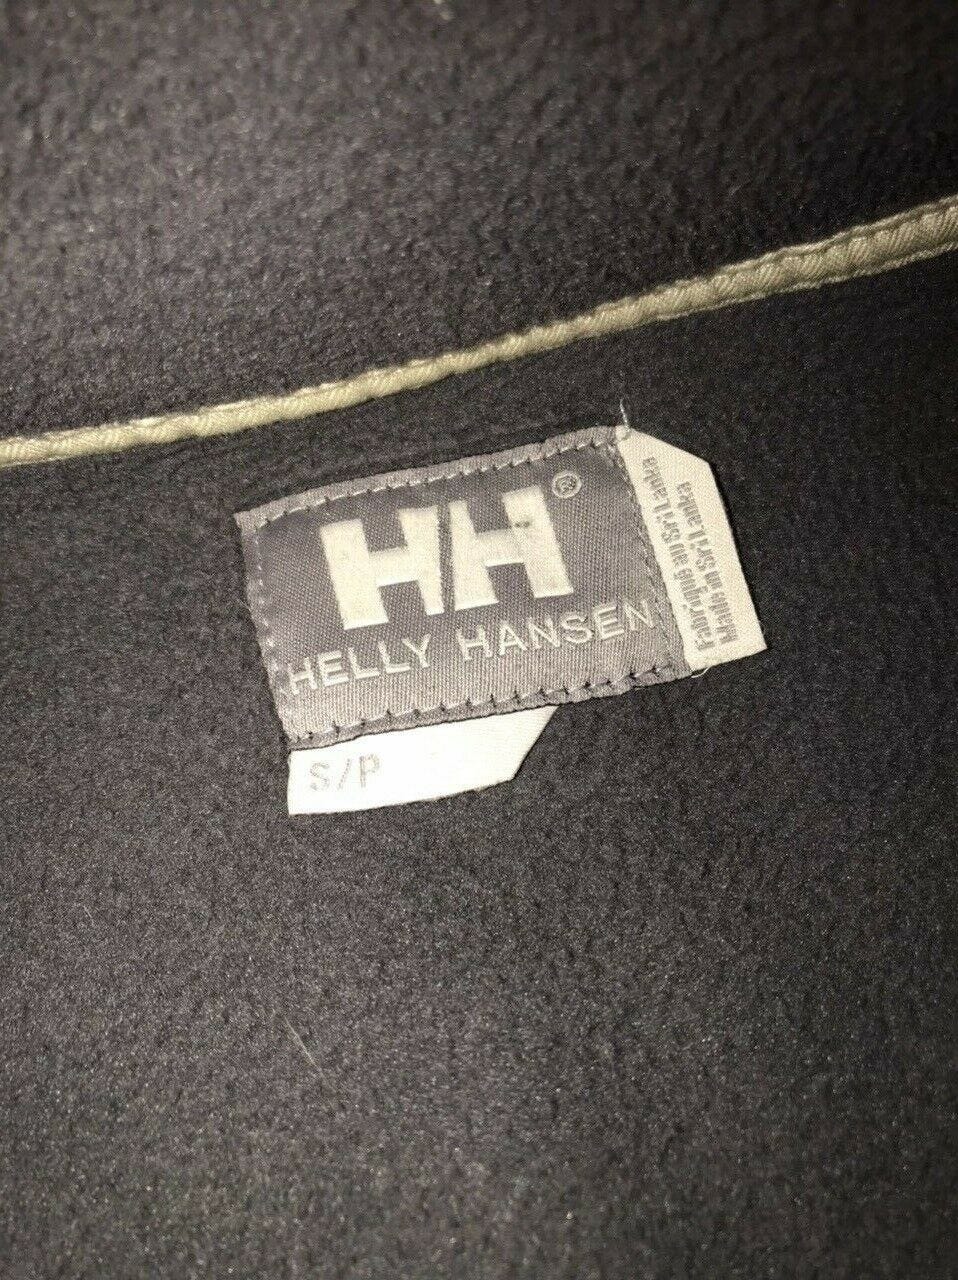 HH®
HELLY HANSEN
S/P
Fabriqué au Sri Lanka
Made in Sri Lanka